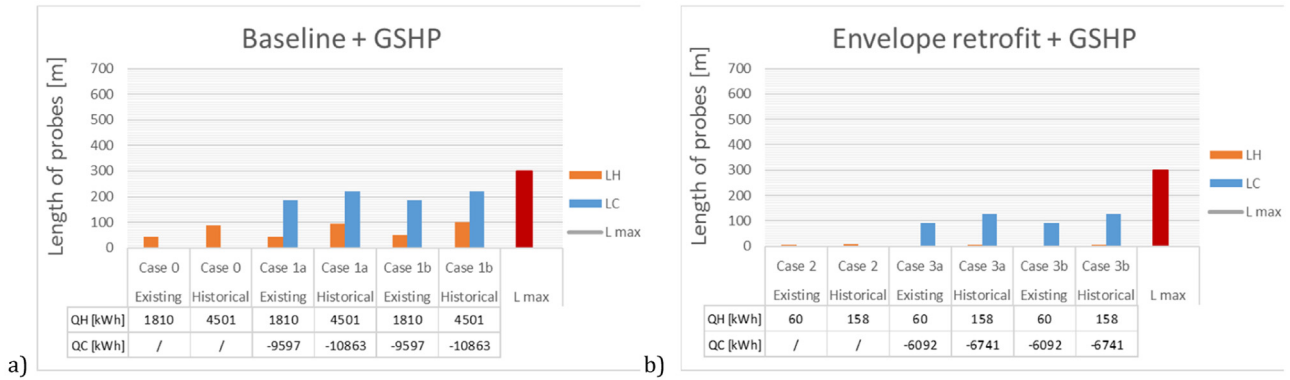 Baseline + GSHP
Length of probes [m]
700
600
500
400
300
200
100
0
LH
LC
L max
Case 0 Case 0 Case 1a Case 1a Case 1b Case 1b
Existing Historical Existing Historical Existing Historical L max
QH [kWh] 1810 4501 1810 4501 1810 4501
QC [kWh] / / -9597 -10863 -9597 -10863
a)
Envelope retrofit + GSHP
Length of probes [m]
700
600
500
400
300
200
100
0
LH
LC
L max
Case 2 Case 2 Case 3a Case 3a Case 3b Case 3b
Existing Historical Existing Historical Existing Historical L max
QH [kWh] 60 158 60 158 60 158
QC [kWh] / / -6092 -6741 -6092 -6741
b)